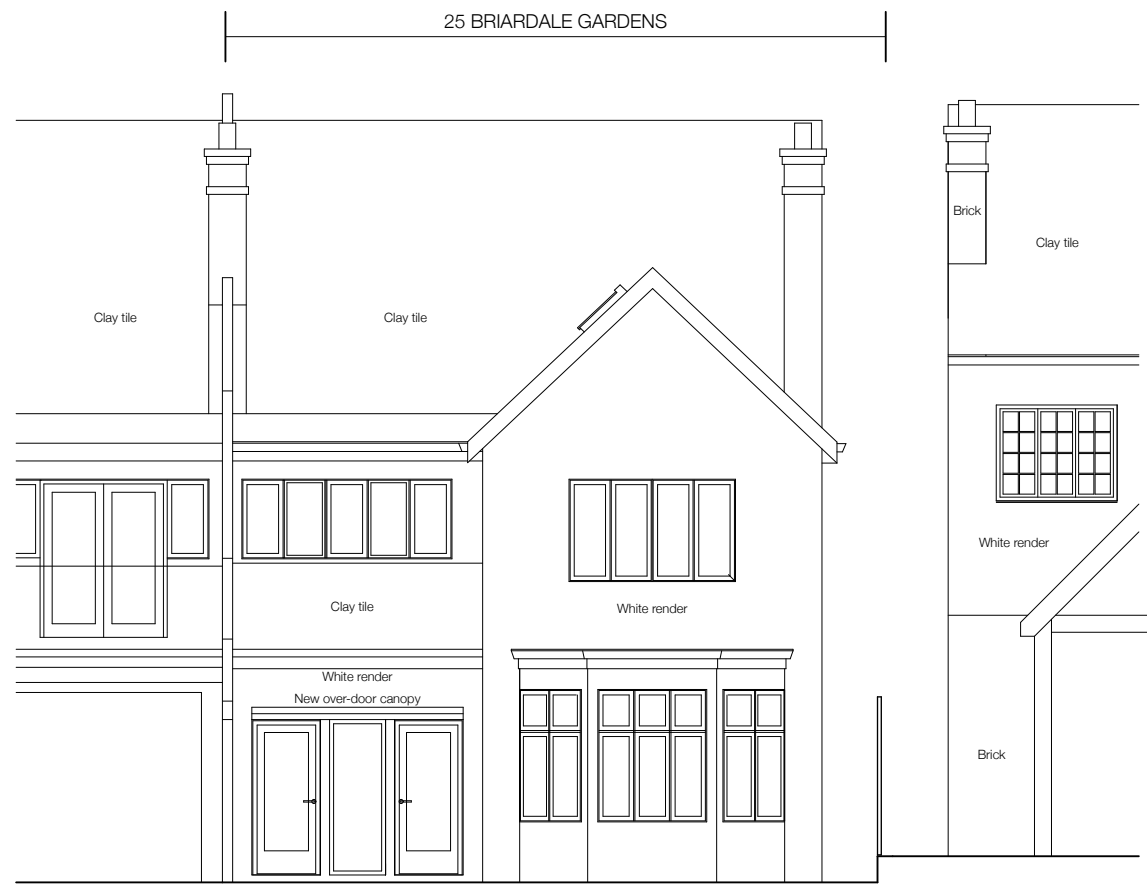 25 BRIARDALE GARDENS
Brick
Clay tile
Clay tile
Clay tile
White render
Clay tile
White render
White render
New over-door canopy
Brick